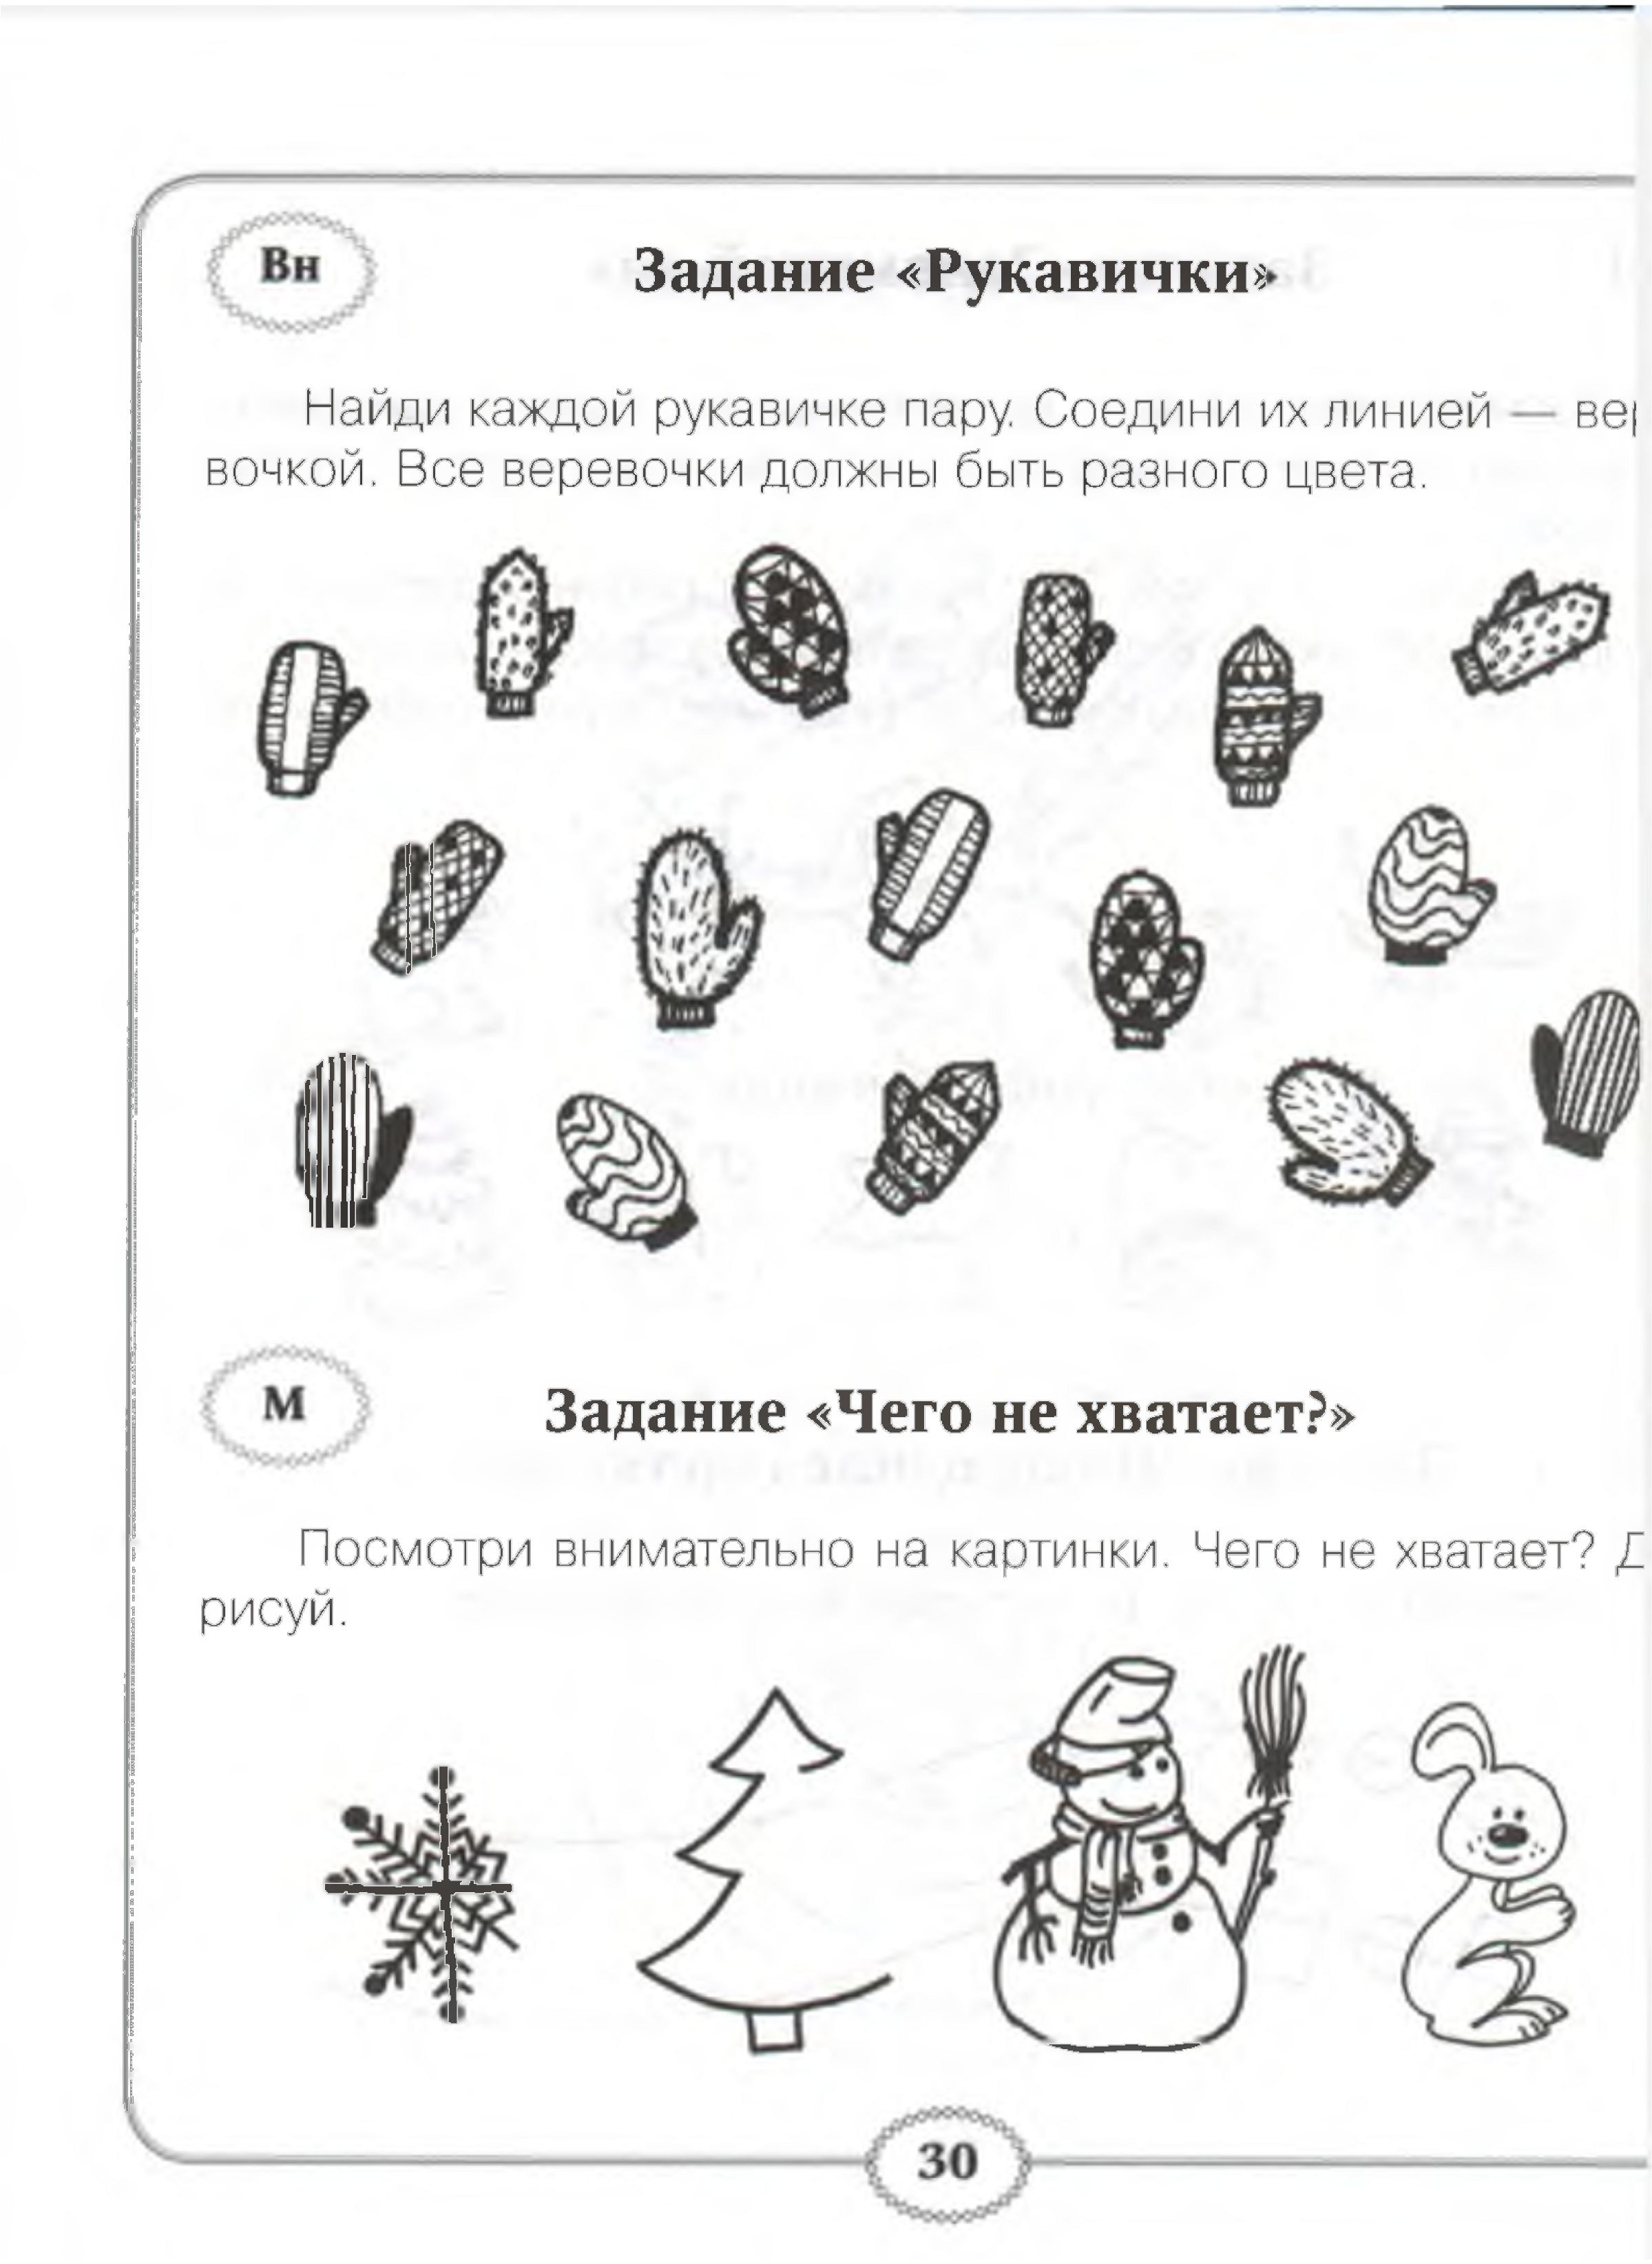 Вн
Задание «Рукавички»
Найди каждой рукавичке пару. Соедини их линией — вер
вочкой. Все веревочки должны быть разного цвета.
М
Задание «Чего не хватает?»
Посмотри внимательно на картинки. Чего не хватает? Д
рисуй.
30